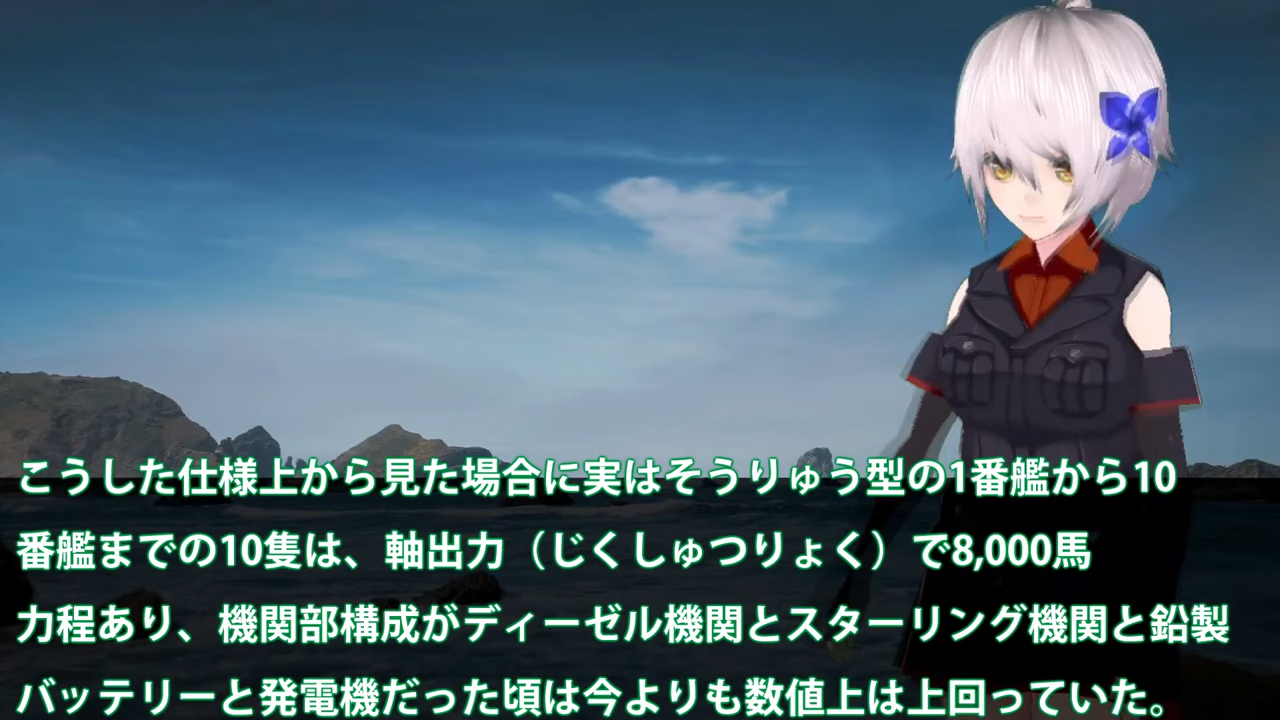 こうした仕様上から見た場合に実はそうりゅう型の1番艦から10
番艦までの10隻は、軸出力（じくしゅつりょく）で8,000馬
力程あり、機関部構成がディーゼル機関とスターリング機関と鉛製
バッテリーと発電機だった頃は今よりも数値上は上回っていた。